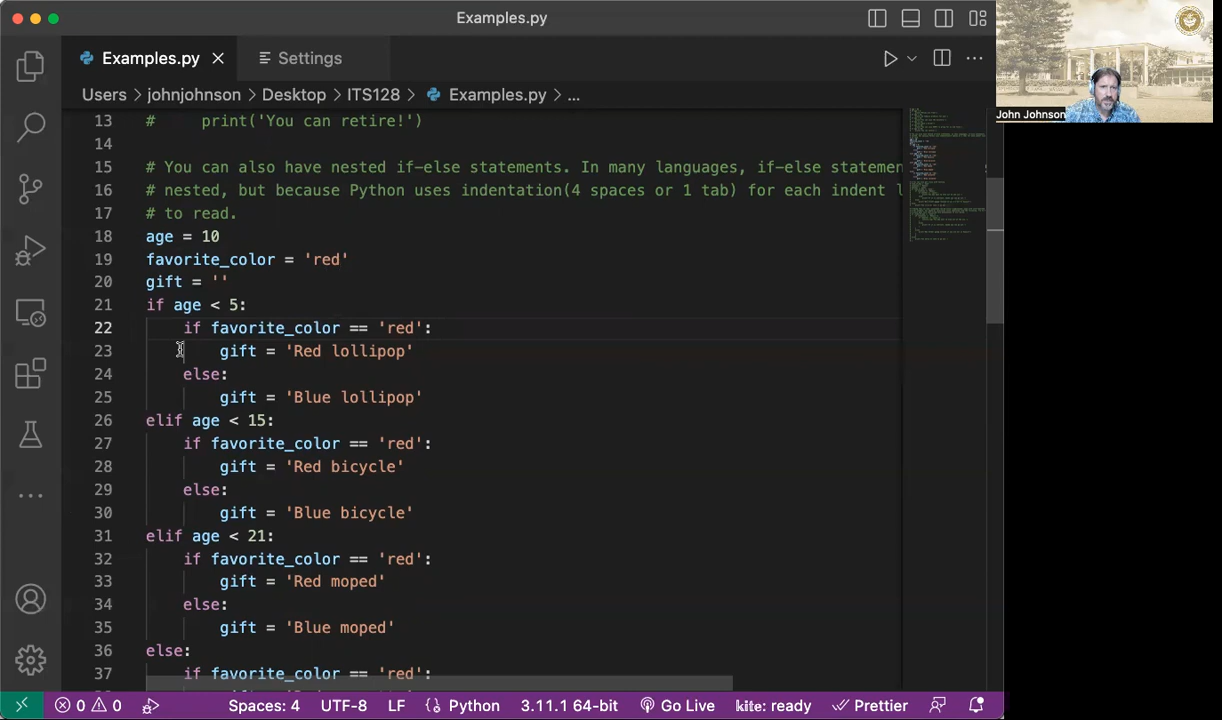 Examples.py
Examples.py
Settings
Users > johnjohnson > Desktop > ITS128 > Examples.py > ...
John Johnson
13 #     print('You can retire!')
14
15 # You can also have nested if-else statements. In many languages, if-else statemen
16 # nested, but because Python uses indentation(4 spaces or 1 tab) for each indent l
17 # to read.
18 age = 10
19 favorite_color = 'red'
20 gift = ''
21 if age < 5:
22     if favorite_color == 'red':
23         gift = 'Red lollipop'
24     else:
25         gift = 'Blue lollipop'
26 elif age < 15:
27     if favorite_color == 'red':
28         gift = 'Red bicycle'
29     else:
30         gift = 'Blue bicycle'
31 elif age < 21:
32     if favorite_color == 'red':
33         gift = 'Red moped'
34     else:
35         gift = 'Blue moped'
36 else:
37     if favorite_color == 'red':
0 0 Spaces: 4 UTF-8 LF Python 3.11.1 64-bit Go Live kite: ready Prettier